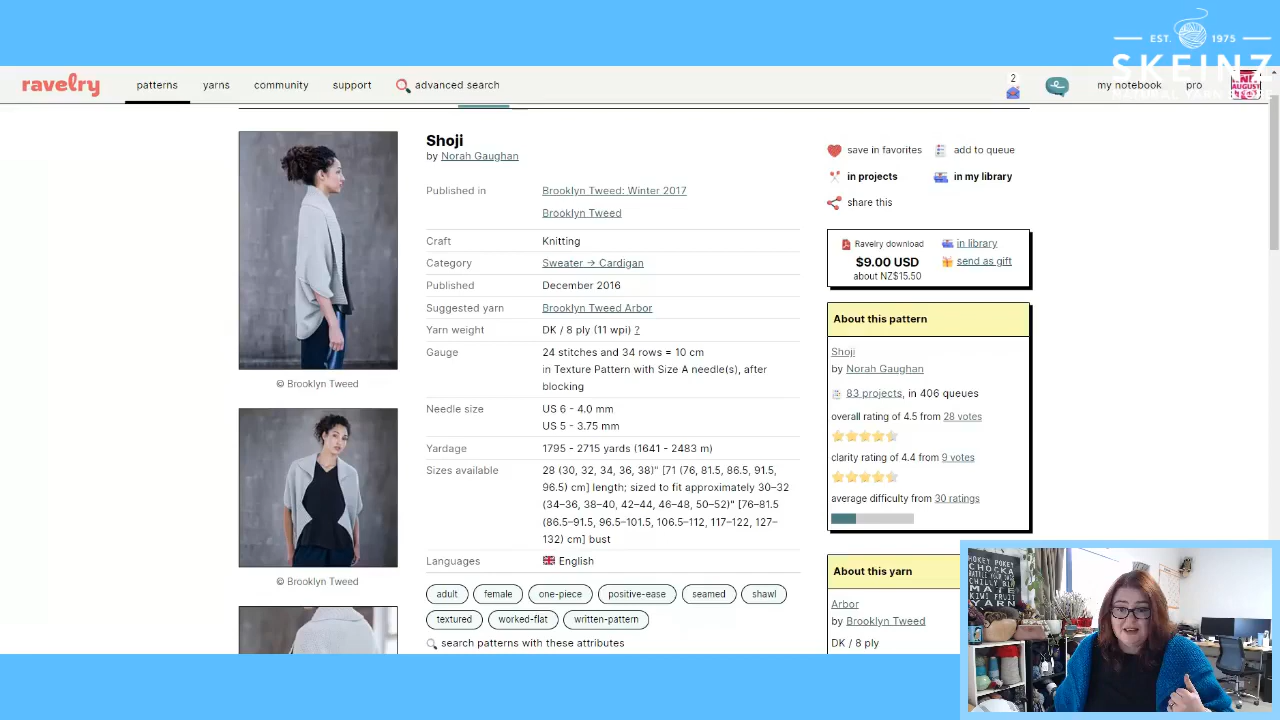 EST. 1975
SKEINZ
ravelry
patterns
yarns
community
support
advanced search
2
my notebook
pro
Shoji
by Norah Gaughan
Published in
Brooklyn Tweed: Winter 2017
Brooklyn Tweed
Craft
Knitting
Category
Sweater → Cardigan
Published
December 2016
Suggested yarn
Brooklyn Tweed Arbor
Yarn weight
DK / 8 ply (11 wpi) ?
Gauge
24 stitches and 34 rows = 10 cm
in Texture Pattern with Size A needle(s), after
blocking
Needle size
US 6 - 4.0 mm
US 5 - 3.75 mm
Yardage
1795 - 2715 yards (1641 - 2483 m)
Sizes available
28 (30, 32, 34, 36, 38)" [71 (76, 81.5, 86.5, 91.5,
96.5) cm] length; sized to fit approximately 30–32
(34–36, 38–40, 42–44, 46–48, 50–52)" [76–81.5
(86.5–91.5, 96.5–101.5, 106.5–112, 117–122, 127–
132) cm] bust
Languages
English
adult
female
one-piece
positive-ease
seamed
shawl
textured
worked-flat
written-pattern
search patterns with these attributes
© Brooklyn Tweed
© Brooklyn Tweed
save in favorites
add to queue
in projects
in my library
share this
Ravelry download
$9.00 USD
about NZ$15.50
in library
send as gift
About this pattern
Shoji
by Norah Gaughan
83 projects, in 406 queues
overall rating of 4.5 from 28 votes
clarity rating of 4.4 from 9 votes
average difficulty from 30 ratings
About this yarn
Arbor
by Brooklyn Tweed
DK / 8 ply
HOKEY POKEY
CHOCKA
RATTLE YOUR DAGS
CHILLY BIN
MATE
KIWI FRUIT
YARN